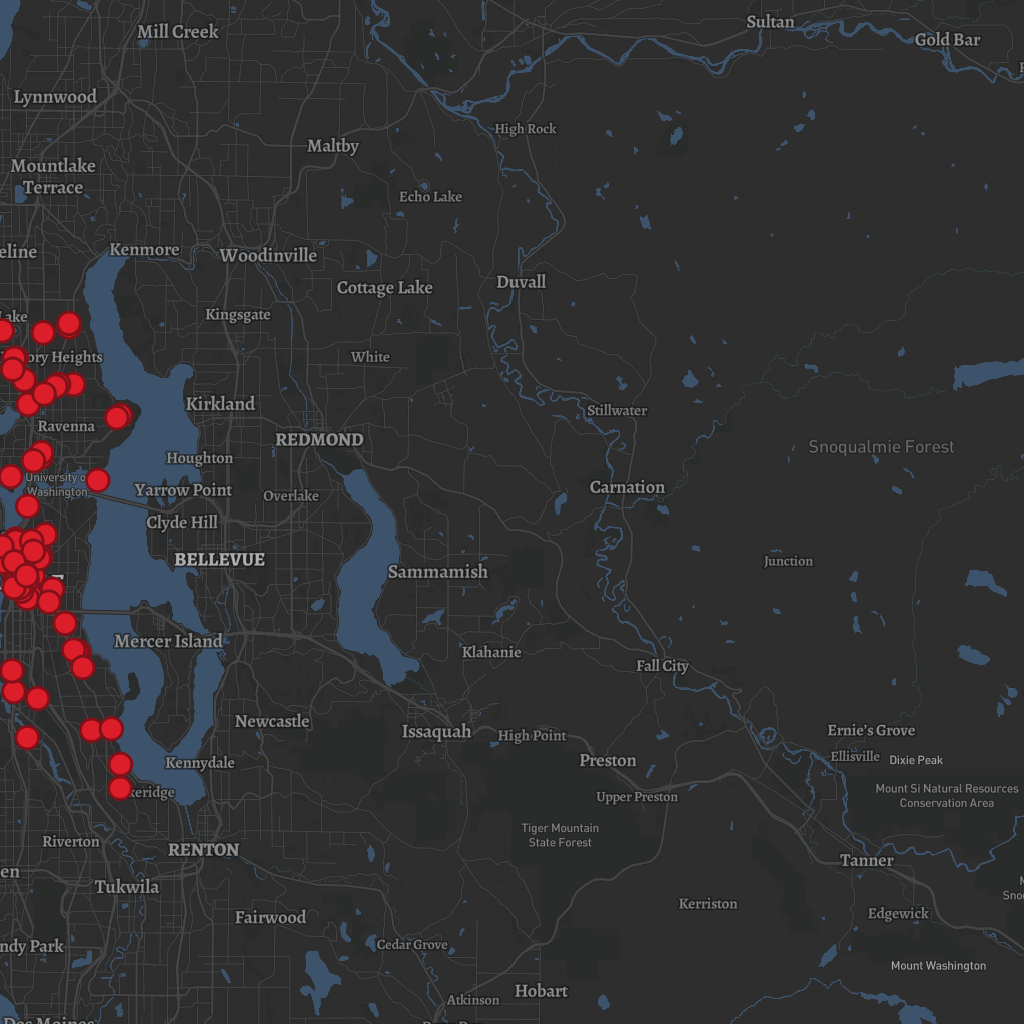 Sultan
Mill Creek
Gold Bar
Lynnwood
High Rock
Maltby
Mountlake
Terrace
Echo Lake
Kenmore
eline
Woodinville
Duvall
Cottage Lake
Kingsgate
Lake
ory Heights
White
Kirkland
Stillwater
Ravenna
REDMOND
Snoqualmie Forest
Houghton
University o
Washington
Yarrow Point
Overlake
Carnation
Clyde Hill
BELLEVUE
Junction
Sammamish
Mercer Island
Klahanie
Fall City
Newcastle
Issaquah
High Point
Ernie's Grove
Ellisville
Dixie Peak
Preston
Kennydale
Mount Si Natural Resources
Conservation Area
keridge
Upper Preston
Tiger Mountain
State Forest
Riverton
RENTON
Tanner
en
Tukwila
Snoq
Kerriston
Edgewick
Fairwood
ndy Park
Cedar Grove
Mount Washington
Hobart
Atkinson
Des Moines